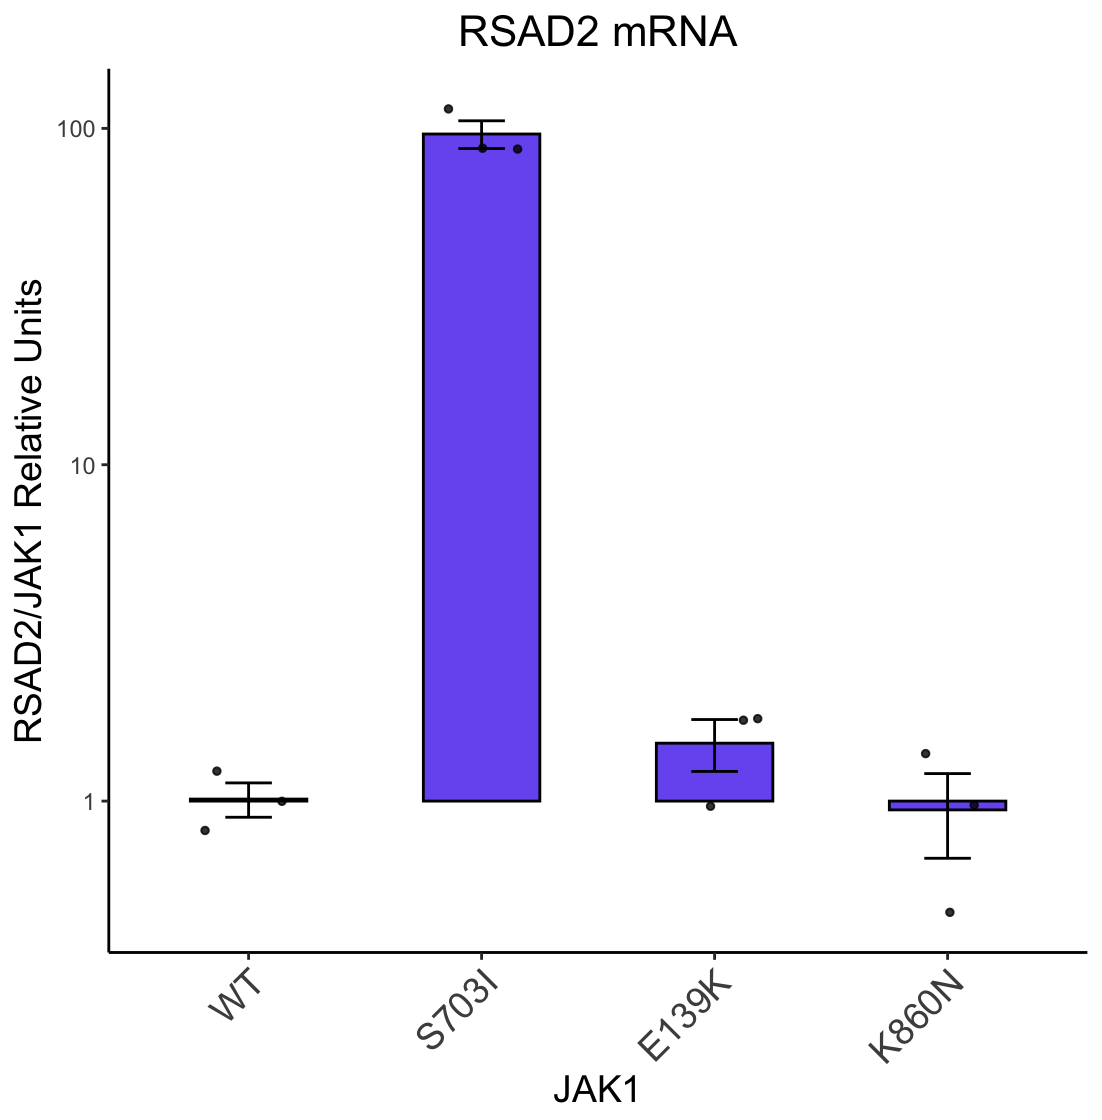 RSAD2 mRNA
RSAD2/JAK1 Relative Units
100
10
1
WT
S703I
E139K
K860N
JAK1